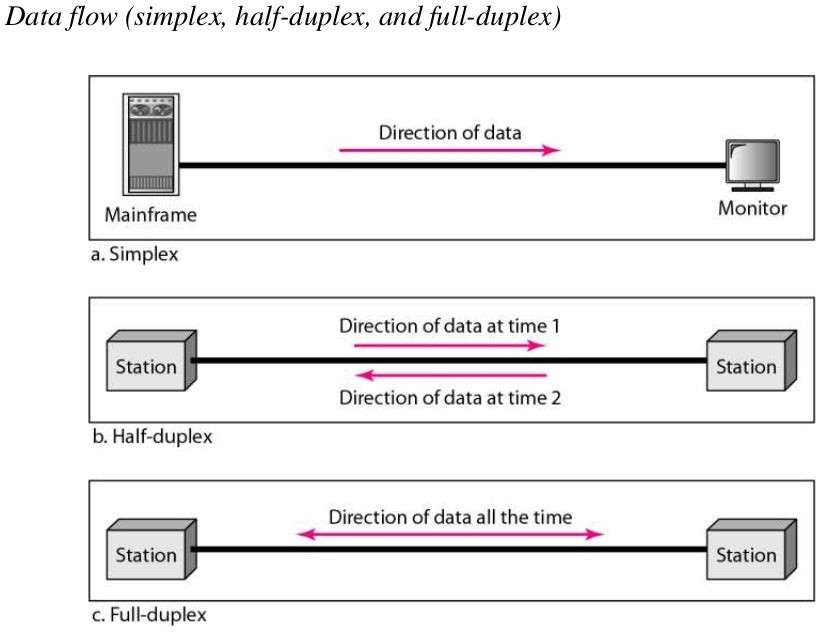 Data flow (simplex, half-duplex, and full-duplex)
Direction of data
Mainframe
Monitor
a. Simplex
Direction of data at time 1
Station
Station
Direction of data at time 2
b. Half-duplex
Direction of data all the time
Station
Station
c. Full-duplex